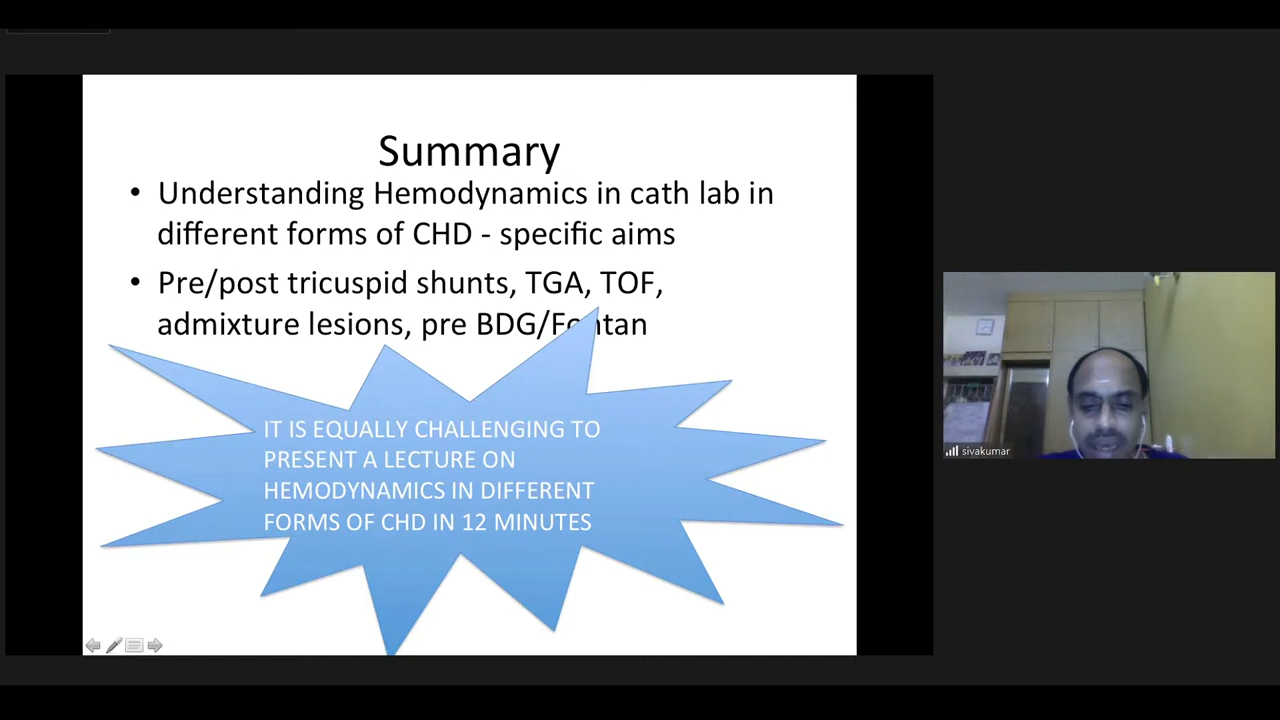 Summary
• Understanding Hemodynamics in cath lab in
different forms of CHD - specific aims
• Pre/post tricuspid shunts, TGA, TOF,
admixture lesions, pre BDG/Fontan
IT IS EQUALLY CHALLENGING TO
PRESENT A LECTURE ON
HEMODYNAMICS IN DIFFERENT
FORMS OF CHD IN 12 MINUTES
sivakumar